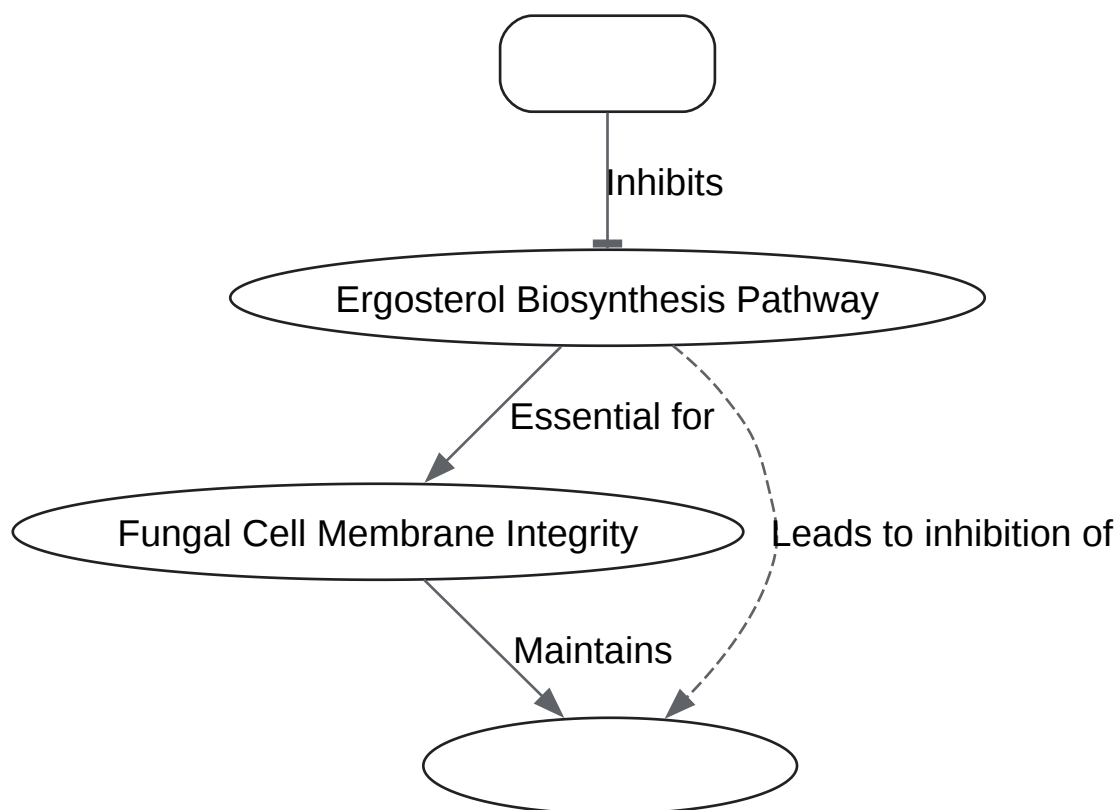 Inhibits
Ergosterol Biosynthesis Pathway
Essential for
Fungal Cell Membrane Integrity
Leads to inhibition of
Maintains